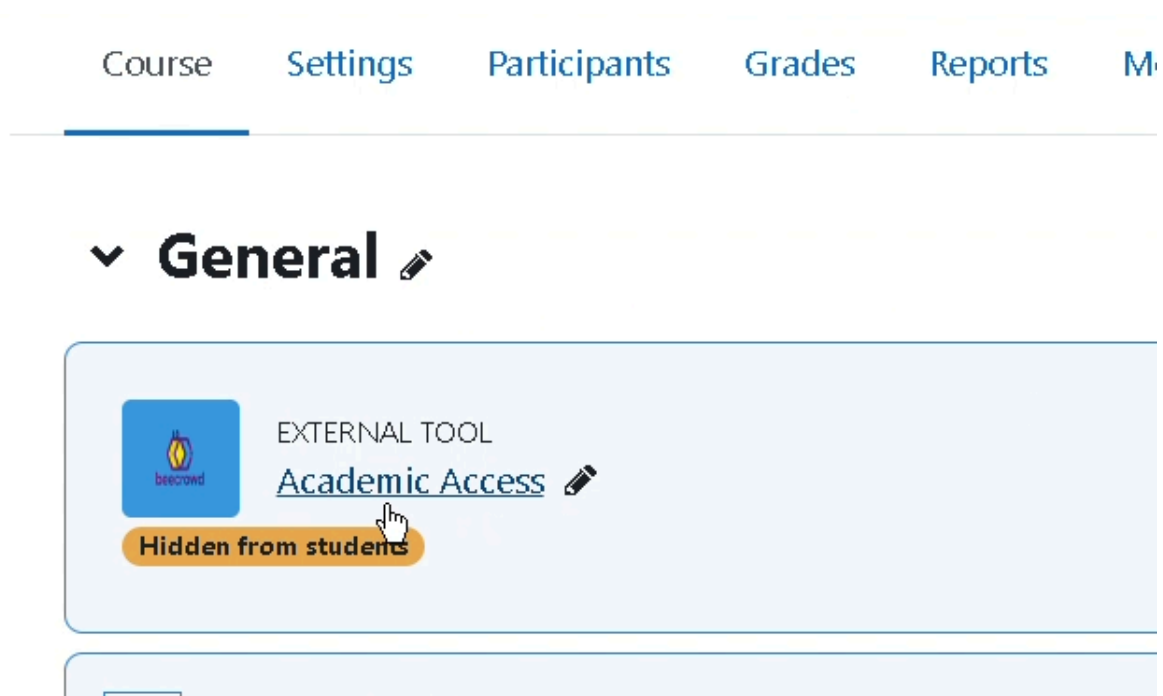 Course Settings Participants Grades Reports
General
EXTERNAL TOOL
beecrowd
Academic Access
Hidden from students